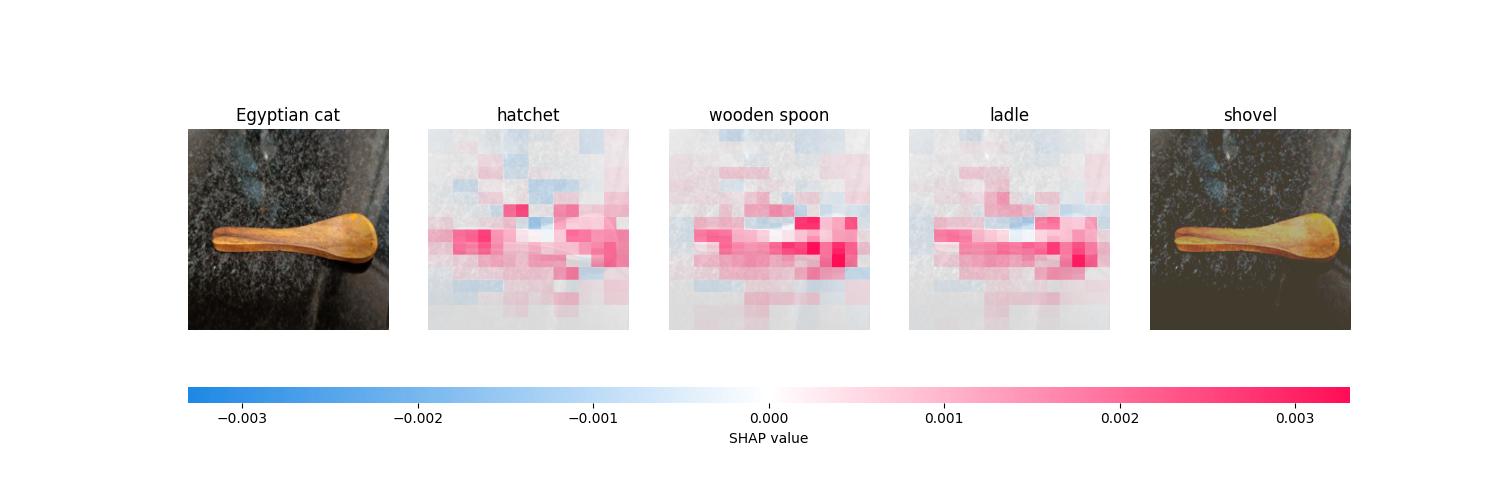 Egyptian cat hatchet wooden spoon ladle shovel
−0.003 −0.002 −0.001 0.000 0.001 0.002 0.003
SHAP value